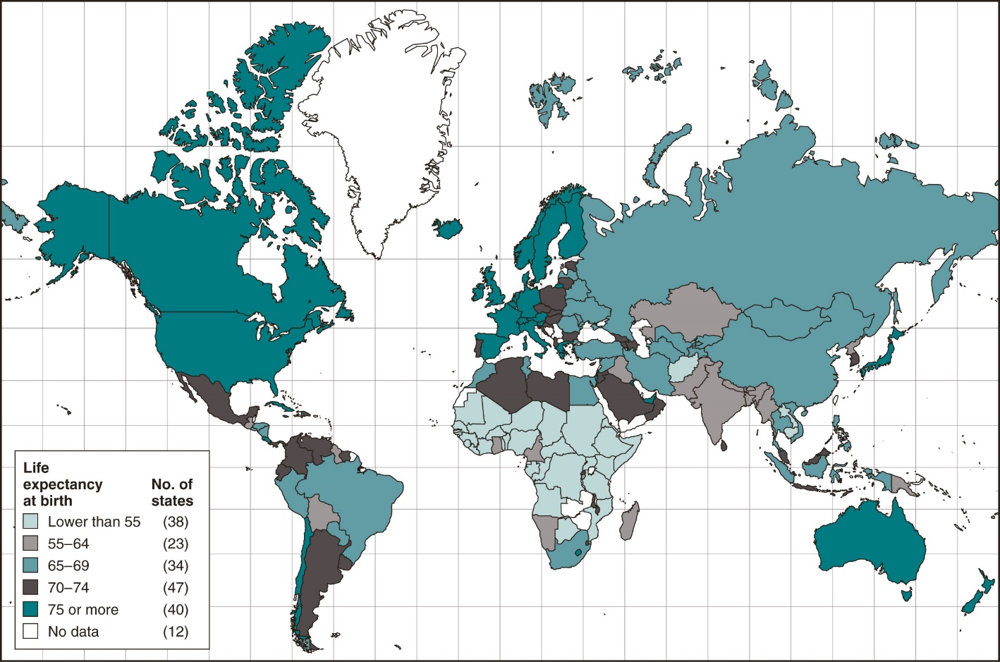 Life
expectancy No. of
at birth states
Lower than 55 (38)
55–64 (23)
65–69 (34)
70–74 (47)
75 or more (40)
No data (12)